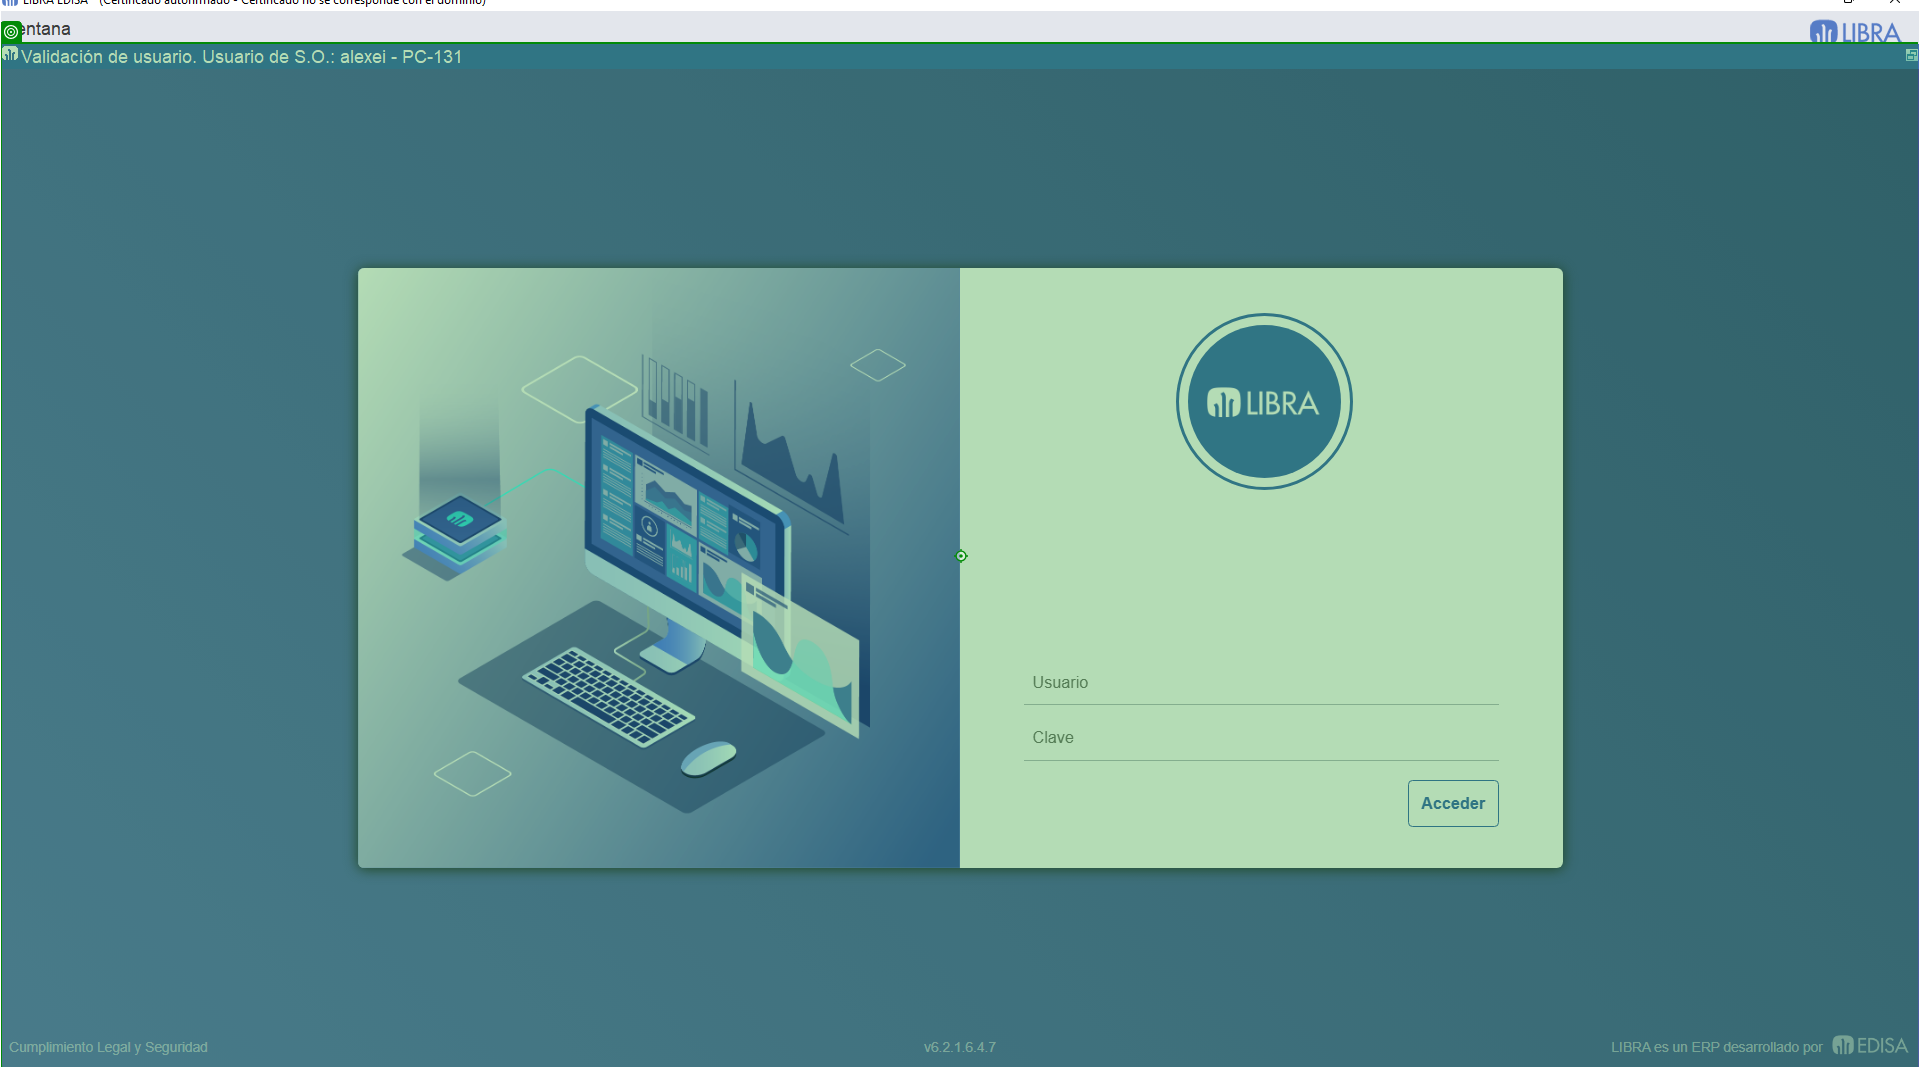 LIBRA EDISA - (Certificado autofirmado - Certificado no se corresponde con el dominio)
entana
LIBRA
Validación de usuario. Usuario de S.O.: alexei - PC-131
LIBRA
Usuario
Clave
Acceder
Cumplimiento Legal y Seguridad
v6.2.1.6.4.7
LIBRA es un ERP desarrollado por EDISA